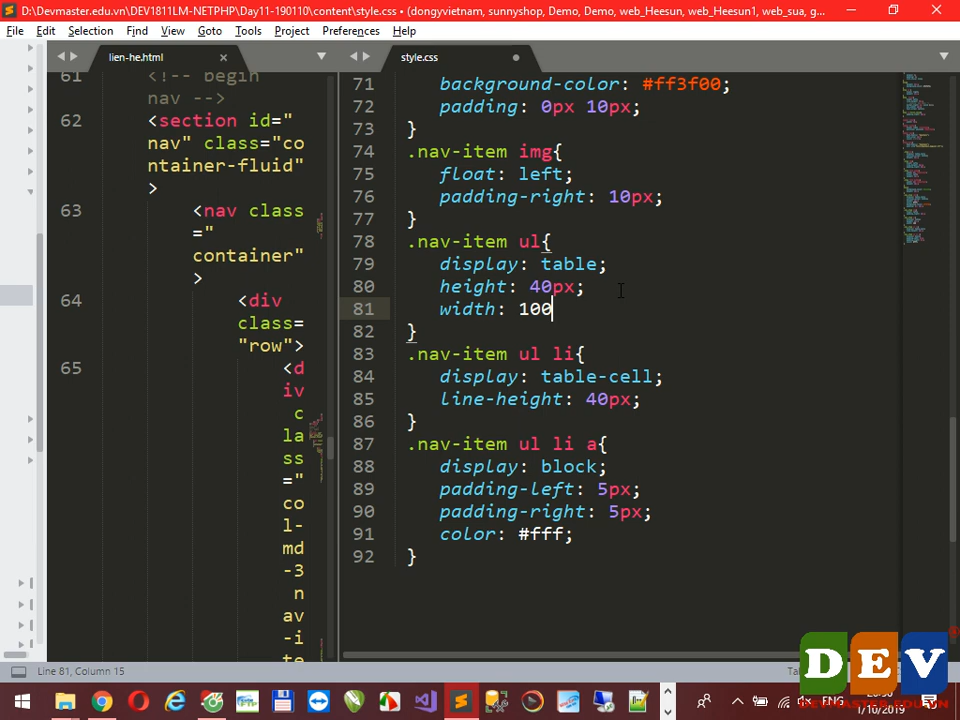 D:\Devmaster.edu.vn\DEV1811LM-NETPHP\Day11-190110\content\style.css • (dongyvietnam, sunnyshop, Demo, Demo, web_Heesun, web_Heesun1, web_sua, g...
File Edit Selection Find View Goto Tools Project Preferences Help
lien-he.html
style.css
61 <!-- begin
nav -->
62 <section id="
nav" class="co
ntainer-fluid"
>
63 <nav class
="
container"
>
64 <div
class=
"row">
65 <d
iv
c
la
ss
="
co
l-
md
-3
n
av
-i
te
71 background-color: #ff3f00;
72 padding: 0px 10px;
73 }
74 .nav-item img{
75 float: left;
76 padding-right: 10px;
77 }
78 .nav-item ul{
79 display: table;
80 height: 40px;
81 width: 100
82 }
83 .nav-item ul li{
84 display: table-cell;
85 line-height: 40px;
86 }
87 .nav-item ul li a{
88 display: block;
89 padding-left: 5px;
90 padding-right: 5px;
91 color: #fff;
92 }
Line 81, Column 15
DEV
DEVMASTER.EDU.VN
ENG
1/10/2019